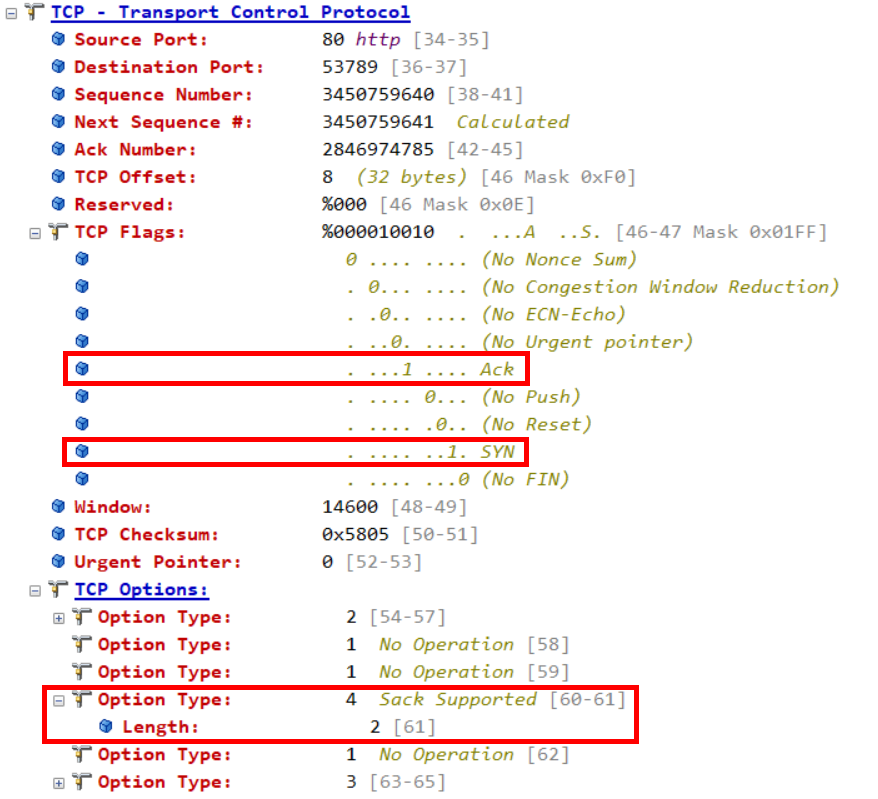 TCP - Transport Control Protocol
Source Port: 80 http [34-35]
Destination Port: 53789 [36-37]
Sequence Number: 3450759640 [38-41]
Next Sequence #: 3450759641 Calculated
Ack Number: 2846974785 [42-45]
TCP Offset: 8 (32 bytes) [46 Mask 0xF0]
Reserved: %000 [46 Mask 0x0E]
TCP Flags: %000010010 . ...A ..S. [46-47 Mask 0x01FF]
0 .... .... (No Nonce Sum)
. 0... .... (No Congestion Window Reduction)
. .0.. .... (No ECN-Echo)
. ..0. .... (No Urgent pointer)
. ...1 .... Ack
. .... 0... (No Push)
. .... .0.. (No Reset)
. .... ..1. SYN
. .... ...0 (No FIN)
Window: 14600 [48-49]
TCP Checksum: 0x5805 [50-51]
Urgent Pointer: 0 [52-53]
TCP Options:
Option Type: 2 [54-57]
Option Type: 1 No Operation [58]
Option Type: 1 No Operation [59]
Option Type: 4 Sack Supported [60-61]
Length: 2 [61]
Option Type: 1 No Operation [62]
Option Type: 3 [63-65]